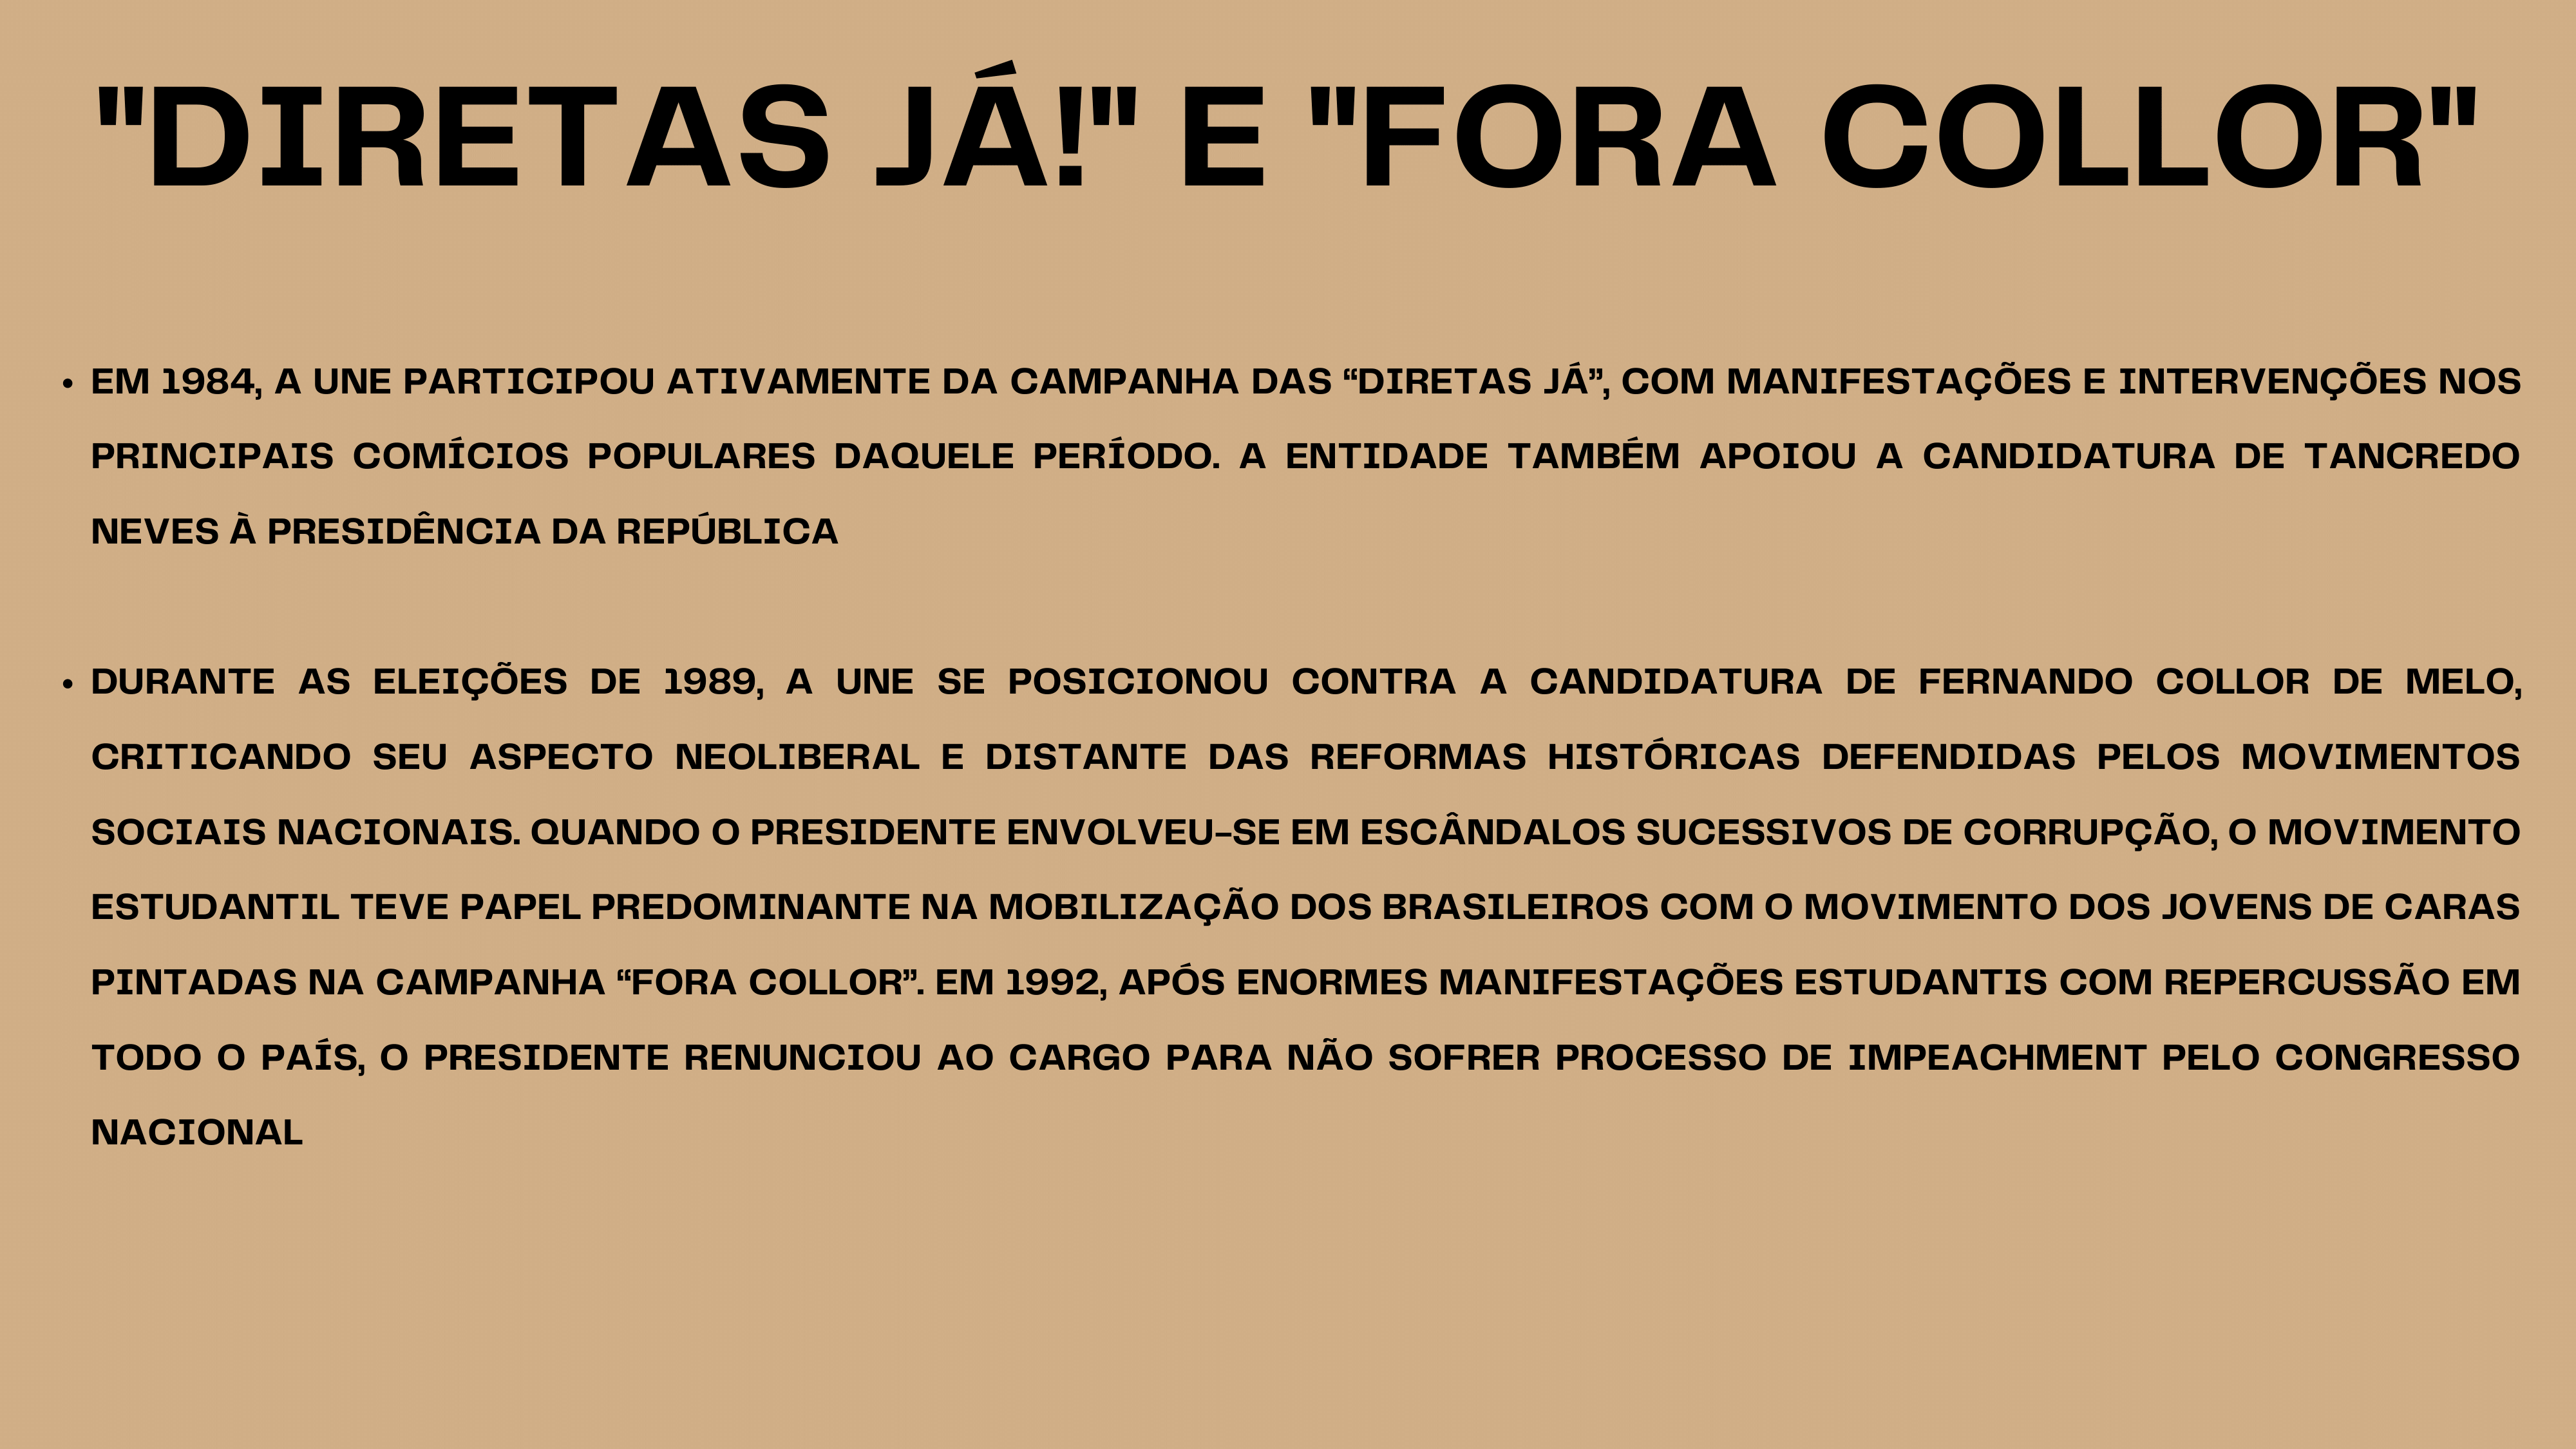 "DIRETAS JÁ!" E "FORA COLLOR"
• EM 1984, A UNE PARTICIPOU ATIVAMENTE DA CAMPANHA DAS “DIRETAS JÁ”, COM MANIFESTAÇÕES E INTERVENÇÕES NOS
PRINCIPAIS COMÍCIOS POPULARES DAQUELE PERÍODO. A ENTIDADE TAMBÉM APOIOU A CANDIDATURA DE TANCREDO
NEVES À PRESIDÊNCIA DA REPÚBLICA
• DURANTE AS ELEIÇÕES DE 1989, A UNE SE POSICIONOU CONTRA A CANDIDATURA DE FERNANDO COLLOR DE MELO,
CRITICANDO SEU ASPECTO NEOLIBERAL E DISTANTE DAS REFORMAS HISTÓRICAS DEFENDIDAS PELOS MOVIMENTOS
SOCIAIS NACIONAIS. QUANDO O PRESIDENTE ENVOLVEU-SE EM ESCÂNDALOS SUCESSIVOS DE CORRUPÇÃO, O MOVIMENTO
ESTUDANTIL TEVE PAPEL PREDOMINANTE NA MOBILIZAÇÃO DOS BRASILEIROS COM O MOVIMENTO DOS JOVENS DE CARAS
PINTADAS NA CAMPANHA “FORA COLLOR”. EM 1992, APÓS ENORMES MANIFESTAÇÕES ESTUDANTIS COM REPERCUSSÃO EM
TODO O PAÍS, O PRESIDENTE RENUNCIOU AO CARGO PARA NÃO SOFRER PROCESSO DE IMPEACHMENT PELO CONGRESSO
NACIONAL